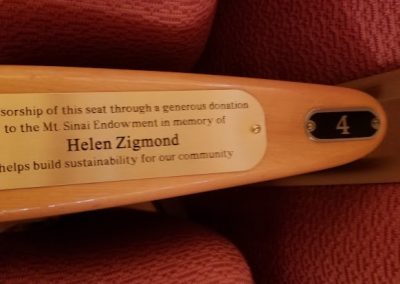 sorship of this seat through a generous donation
to the Mt. Sinai Endowment in memory of
Helen Zigmond
helps build sustainability for our community
4